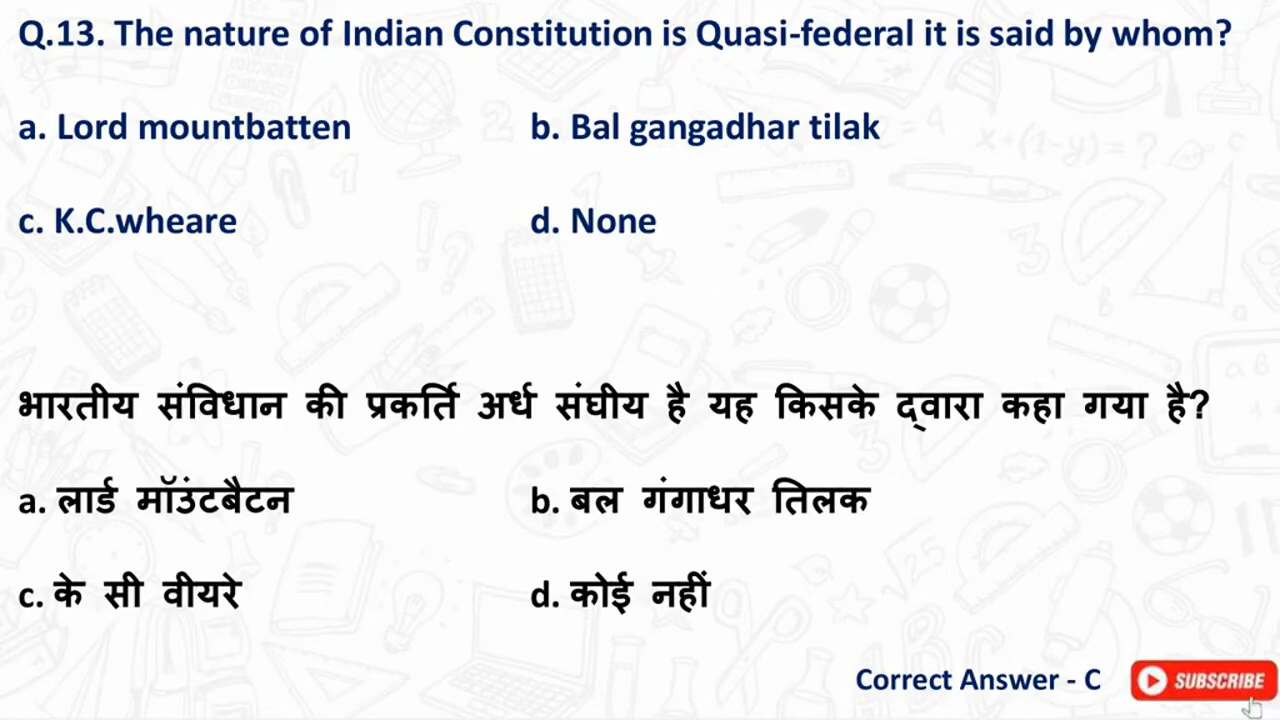 Q.13. The nature of Indian Constitution is Quasi-federal it is said by whom?
a. Lord mountbatten b. Bal gangadhar tilak
c. K.C.wheare d. None
भारतीय संविधान की प्रकर्ति अर्ध संघीय है यह किसके द्वारा कहा गया है?
a. लार्ड मॉउंटबैटन b. बल गंगाधर तिलक
c. के सी वीयरे d. कोई नहीं
Correct Answer - C SUBSCRIBE